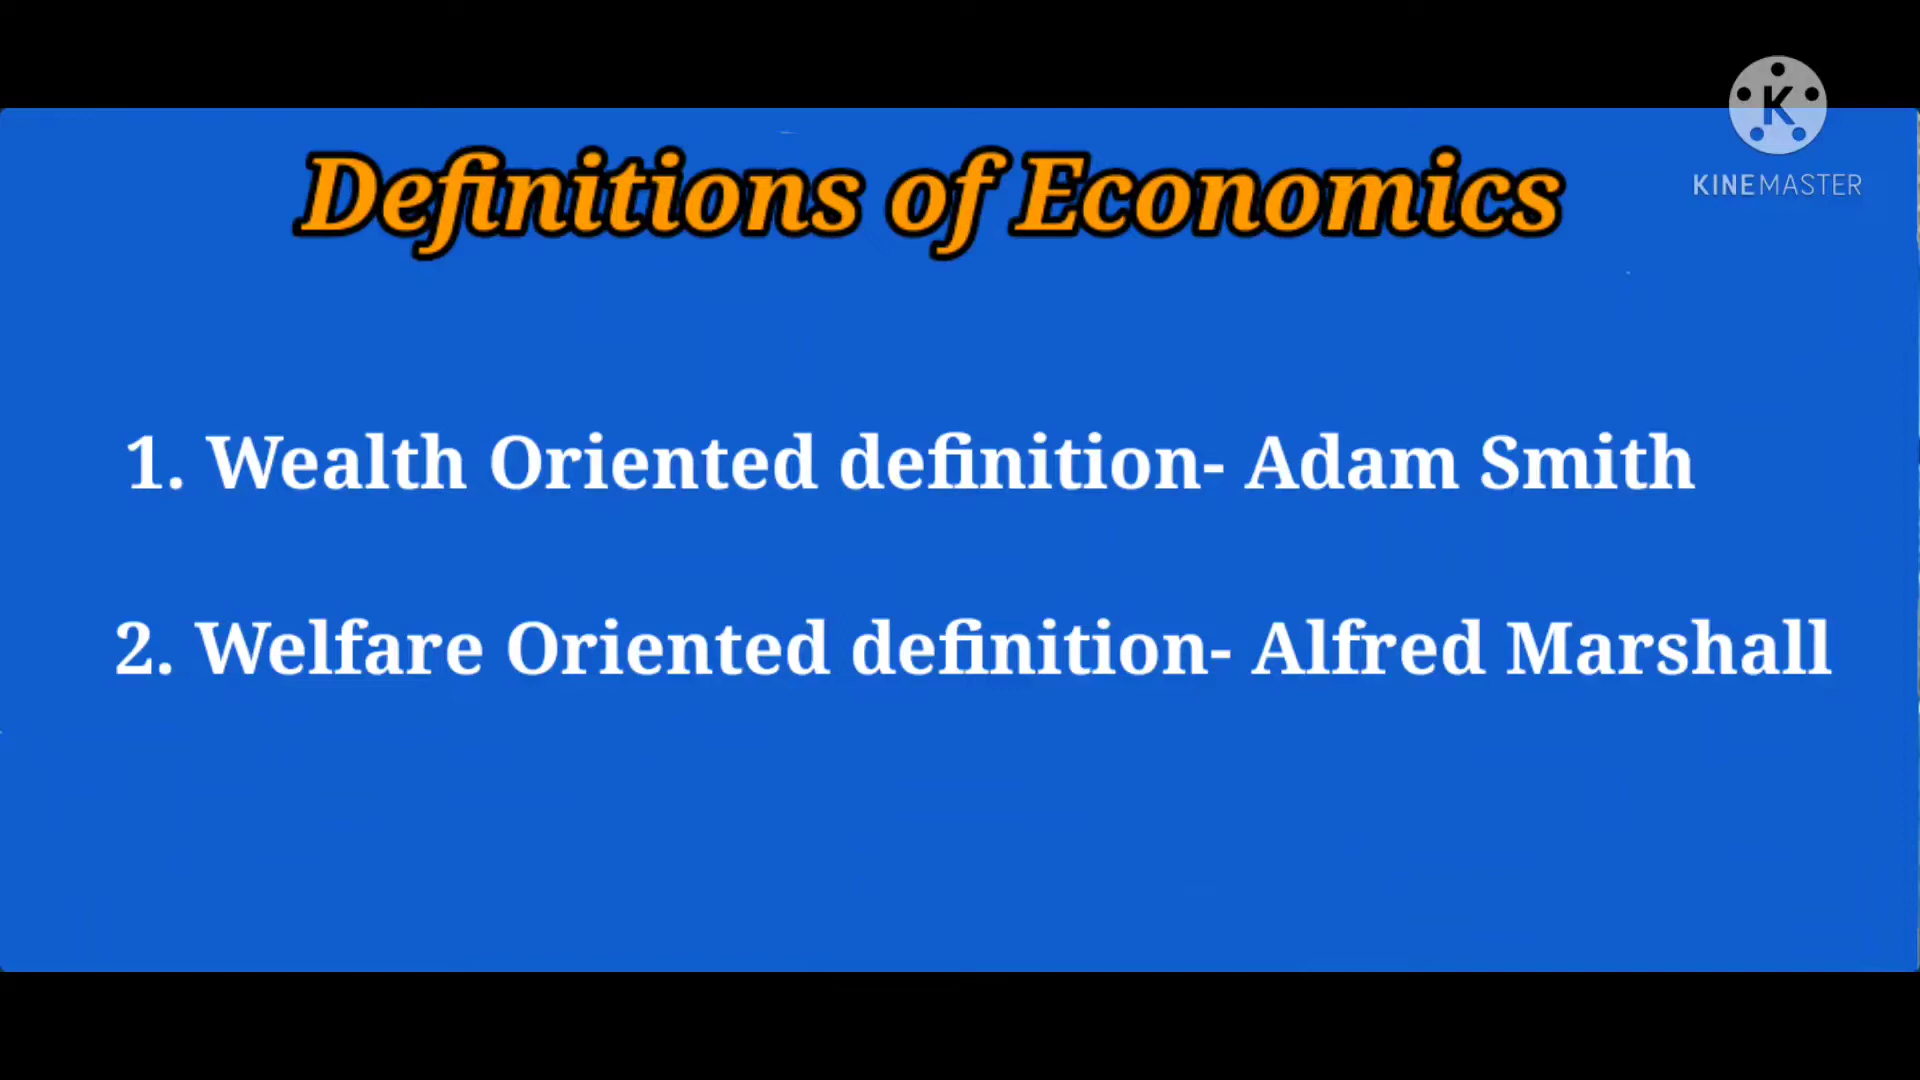 K
KINEMASTER
Definitions of Economics
1. Wealth Oriented definition- Adam Smith
2. Welfare Oriented definition- Alfred Marshall